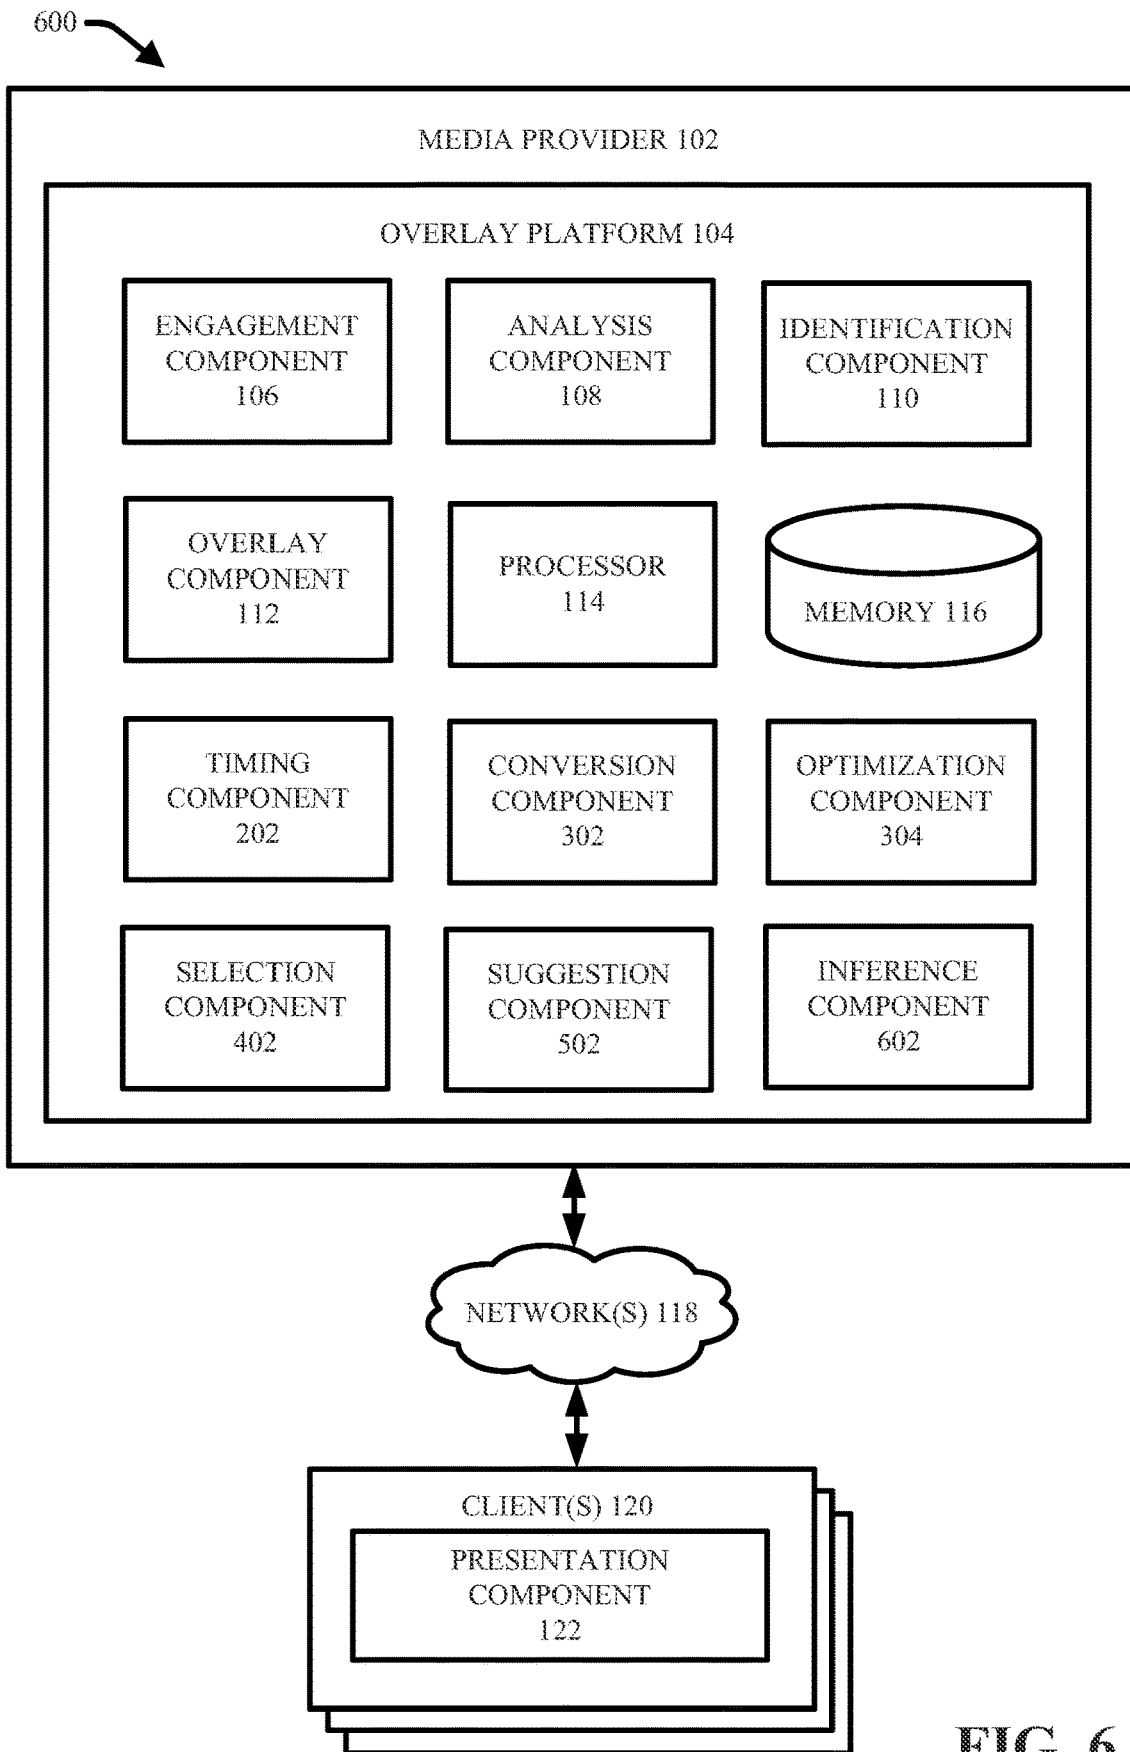 600
MEDIA PROVIDER 102
OVERLAY PLATFORM 104
ENGAGEMENT
COMPONENT
106
ANALYSIS
COMPONENT
108
IDENTIFICATION
COMPONENT
110
OVERLAY
COMPONENT
112
PROCESSOR
114
MEMORY 116
TIMING
COMPONENT
202
CONVERSION
COMPONENT
302
OPTIMIZATION
COMPONENT
304
SELECTION
COMPONENT
402
SUGGESTION
COMPONENT
502
INFERENCE
COMPONENT
602
NETWORK(S) 118
CLIENT(S) 120
PRESENTATION
COMPONENT
122
FIG. 6